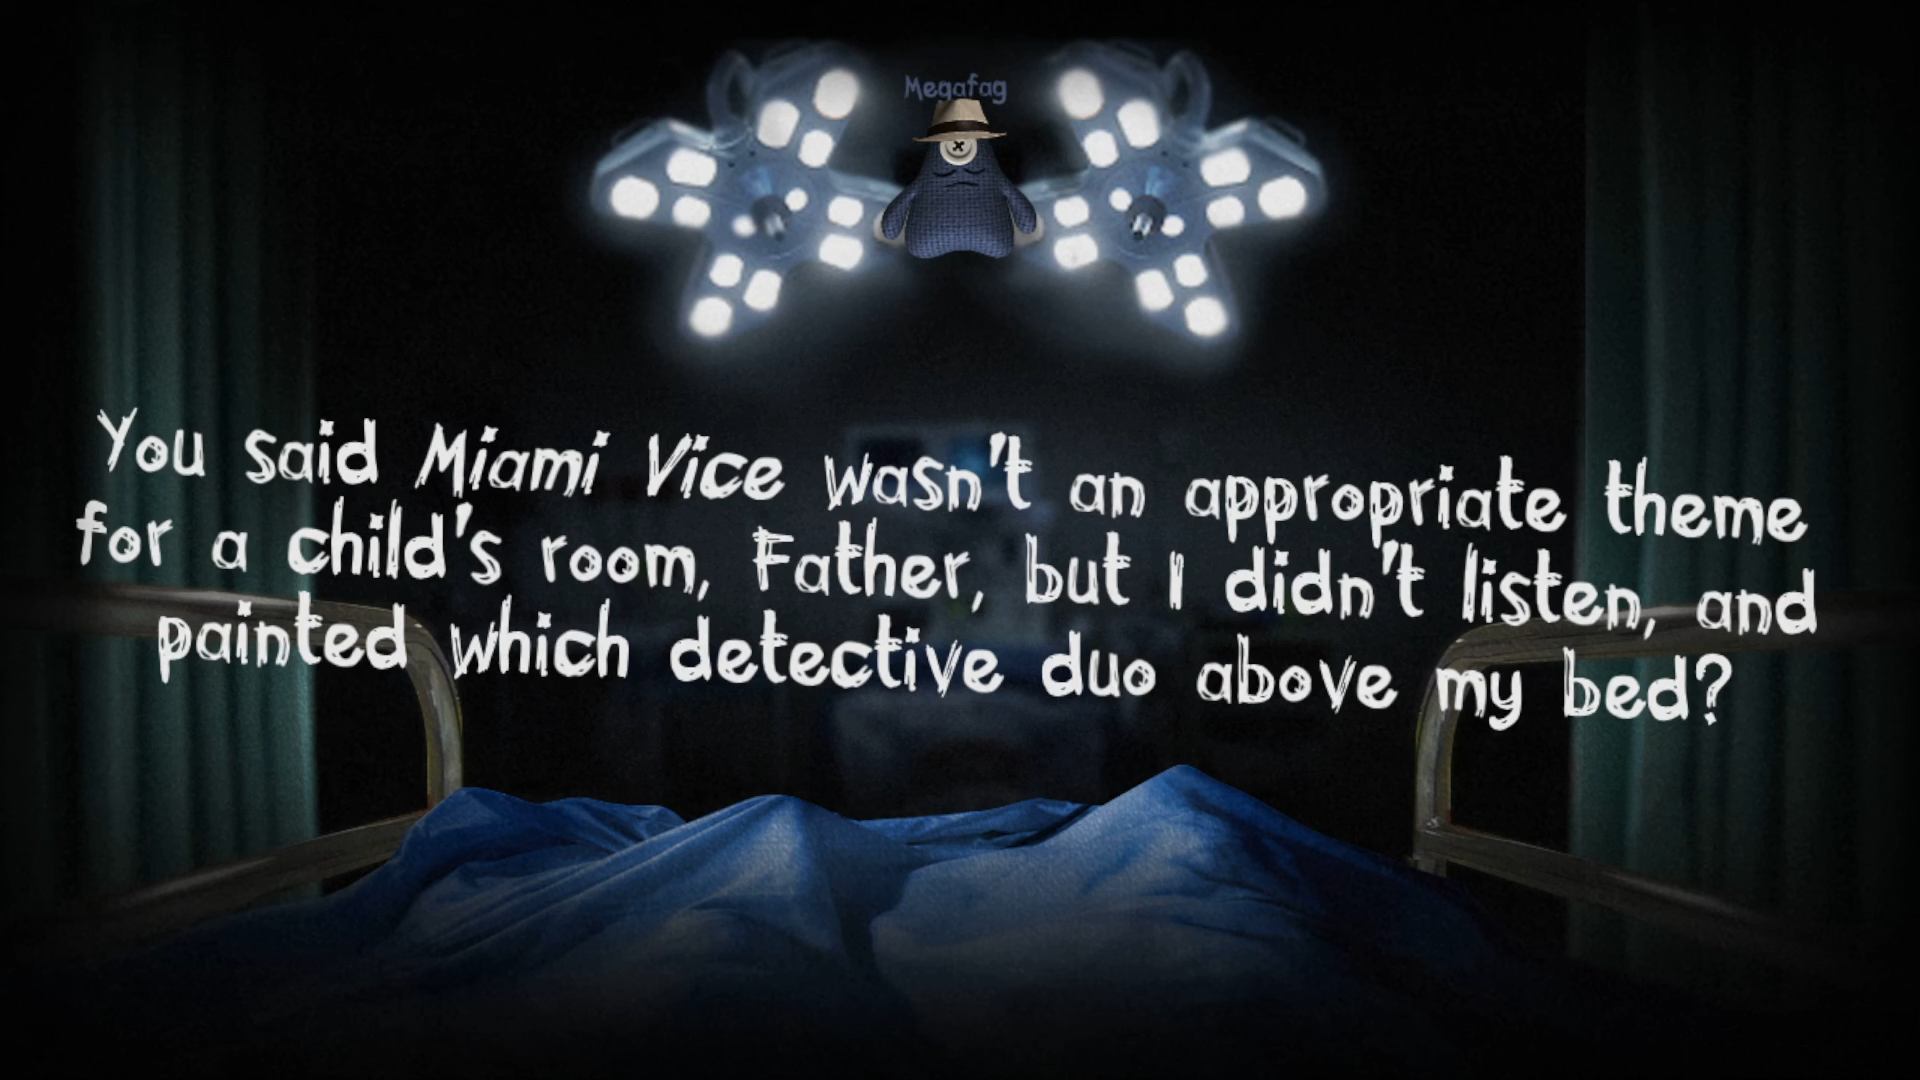 Megafag
You said Miami Vice wasn't an appropriate theme
for a child's room, Father, but I didn't listen, and
painted which detective duo above my bed?